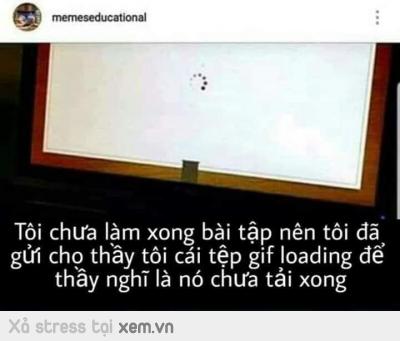 memeseducational
Tôi chưa làm xong bài tập nên tôi đã
gửi cho thầy tôi cái tệp gif loading để
thầy nghĩ là nó chưa tải xong
Xả stress tại xem.vn